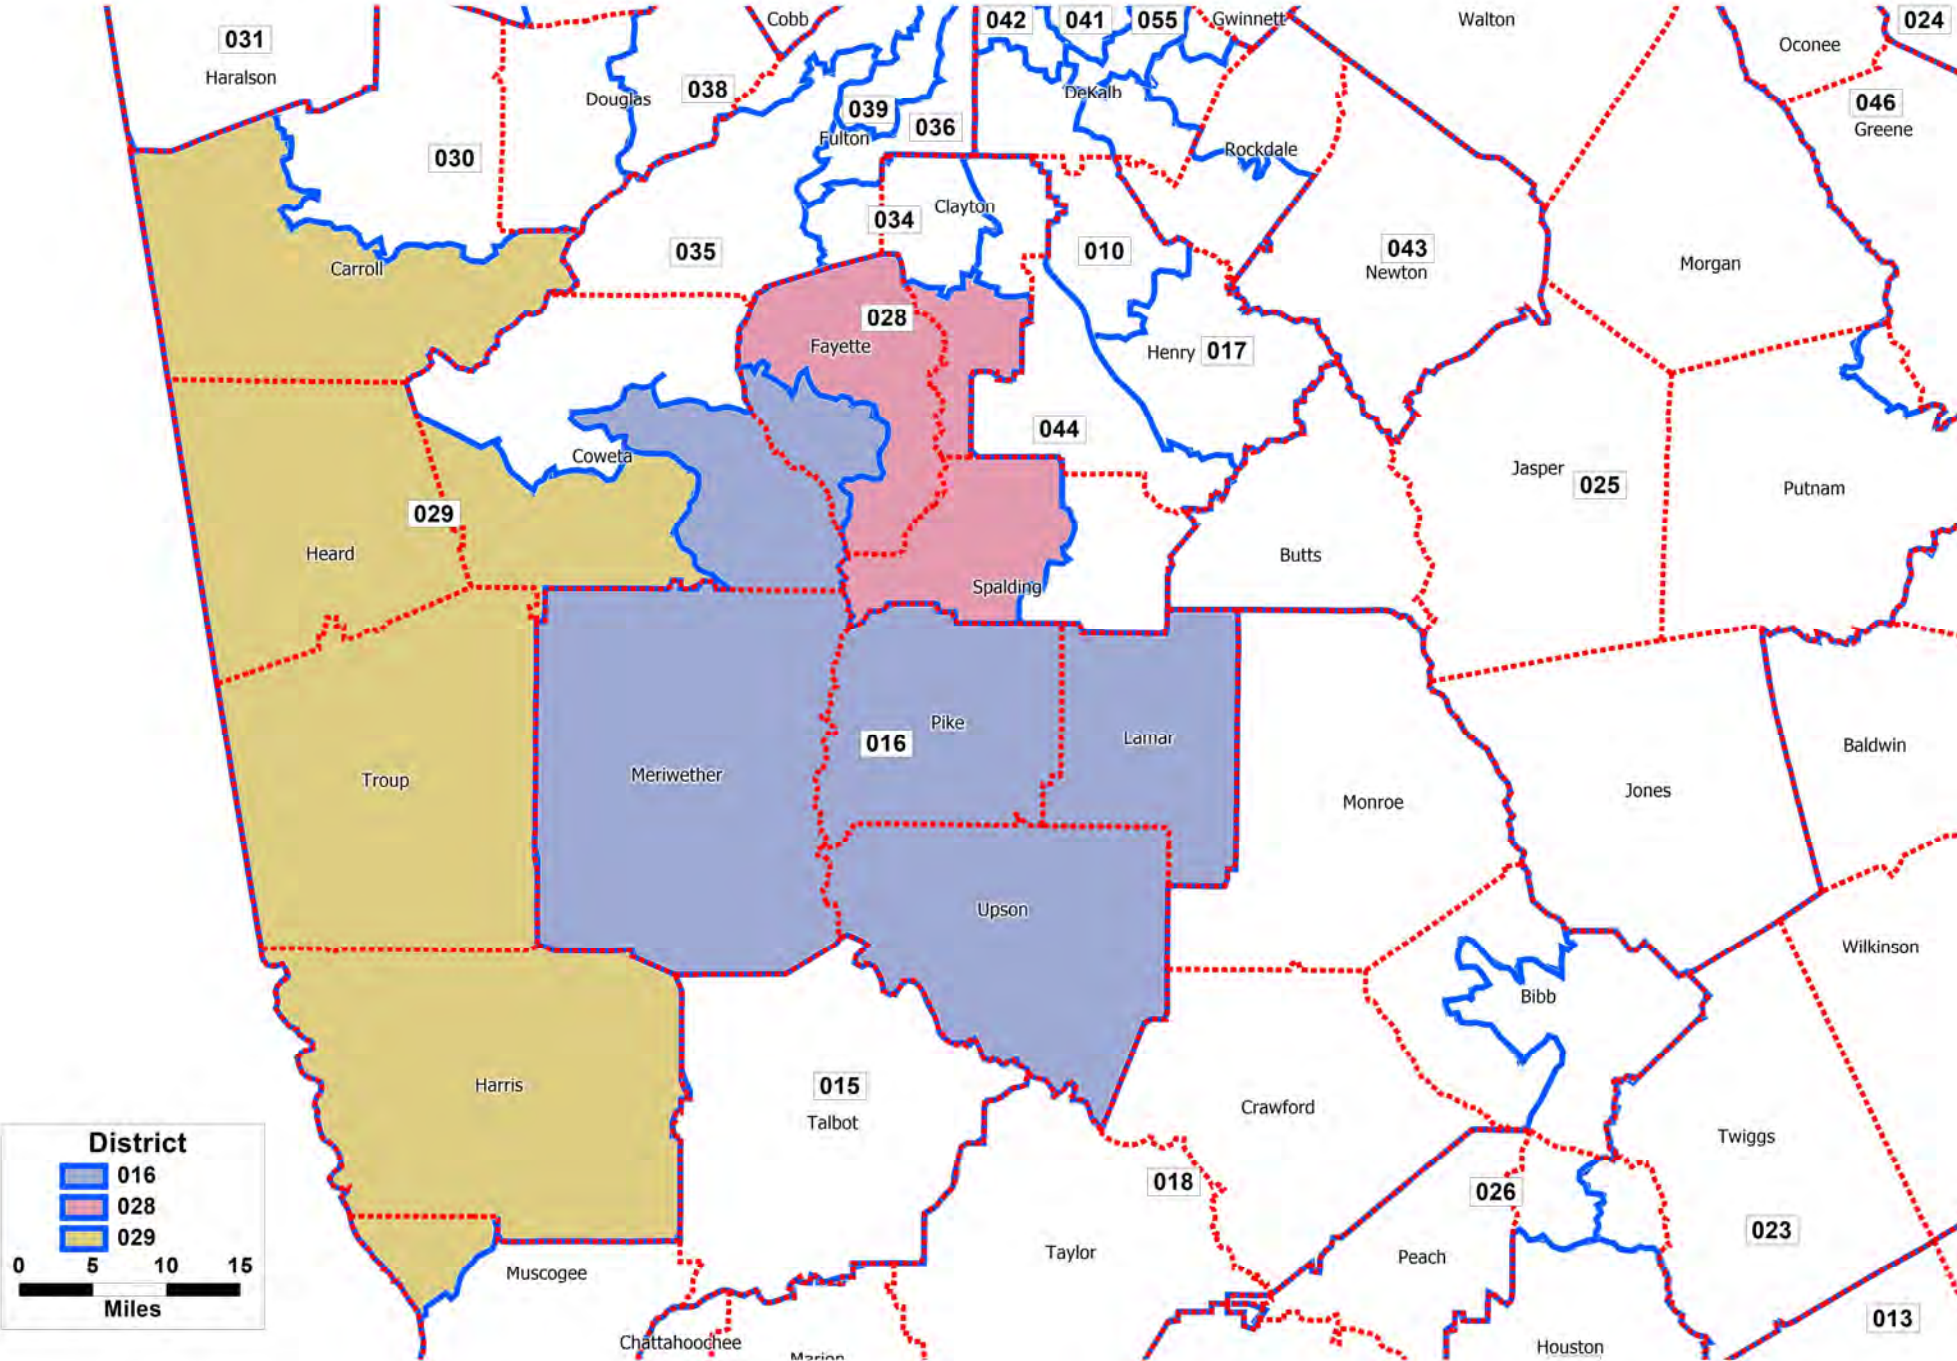 Cobb
042
041
055
Gwinnett
Walton
024
031
Oconee
Haralson
038
Douglas
DeKalb
046
039
036
Greene
Fulton
030
Rockdale
Clayton
034
035
010
043
Carroll
Newton
Morgan
028
Fayette
Henry
017
044
Coweta
Jasper
025
Putnam
029
Heard
Butts
Spalding
Pike
016
Lamar
Baldwin
Troup
Meriwether
Monroe
Jones
Upson
Wilkinson
Bibb
Harris
015
Talbot
Crawford
Twiggs
018
026
023
Taylor
Peach
Muscogee
013
Chattahoochee
Marion
Houston
District
016
028
029
0 5 10 15
Miles